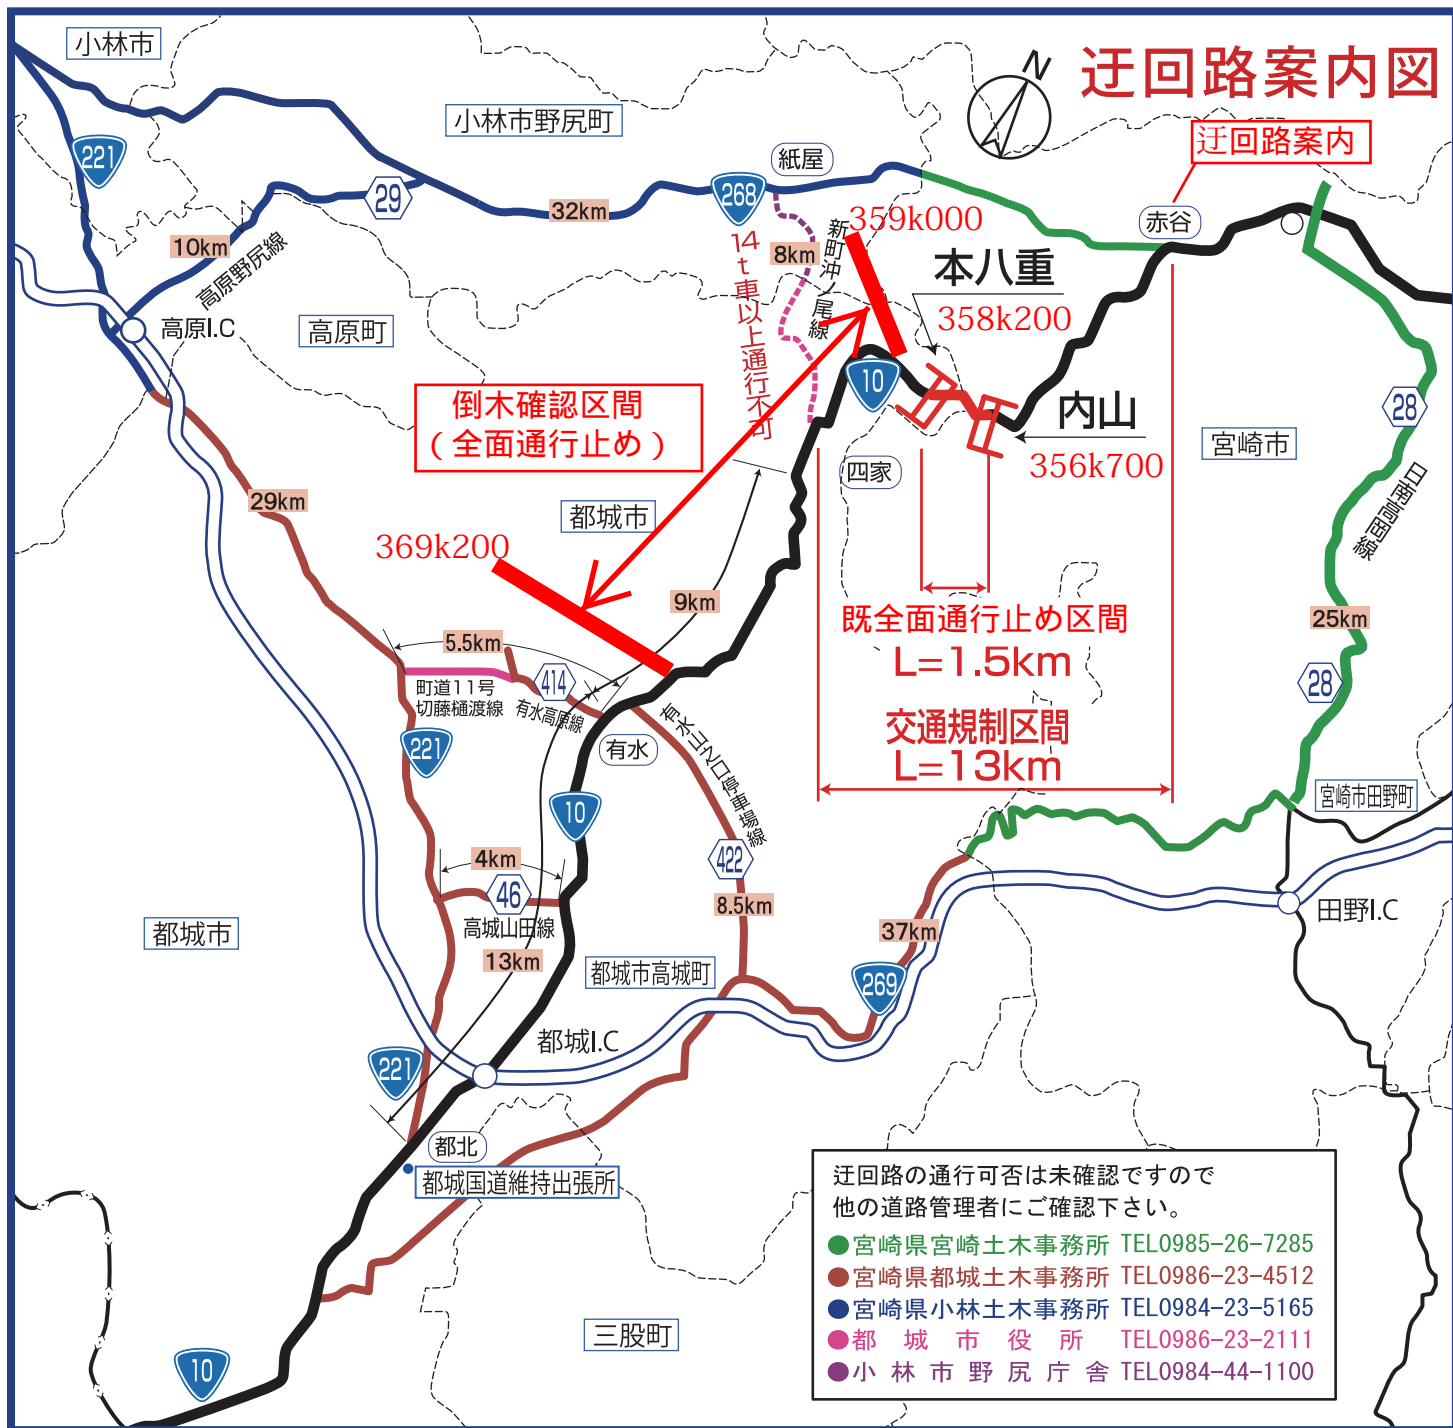 小林市
迂回路案内図
N
小林市野尻町
迂回路案内
221
紙屋
29
268
32km
赤谷
359k000
新町沖ノ尾線
8km
10km
高原野尻線
14t車以上通行不可
本八重
358k200
高原I.C
高原町
10
倒木確認区間
(全面通行止め)
内山
28
宮崎市
356k700
四家
29km
都城市
日南高岡線
369k200
9km
既全面通行止め区間
25km
5.5km
L=1.5km
町道11号
切藤樋渡線
414
有水高原線
28
有水山之口停車場線
交通規制区間
221
有水
L=13km
10
宮崎市田野町
4km
422
46
8.5km
高城山田線
田野I.C
都城市
37km
13km
都城市高城町
269
都城I.C
221
都北
都城国道維持出張所
迂回路の通行可否は未確認ですので
他の道路管理者にご確認下さい。
●宮崎県宮崎土木事務所 TEL0985-26-7285
●宮崎県都城土木事務所 TEL0986-23-4512
●宮崎県小林土木事務所 TEL0984-23-5165
●都城市役所 TEL0986-23-2111
●小林市野尻庁舎 TEL0984-44-1100
三股町
10